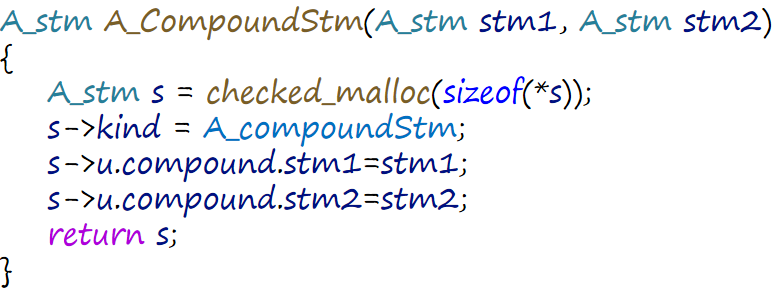 A_stm A_CompoundStm(A_stm stm1, A_stm stm2)
{
    A_stm s = checked_malloc(sizeof(*s));
    s->kind = A_compoundStm;
    s->u.compound.stm1=stm1;
    s->u.compound.stm2=stm2;
    return s;
}